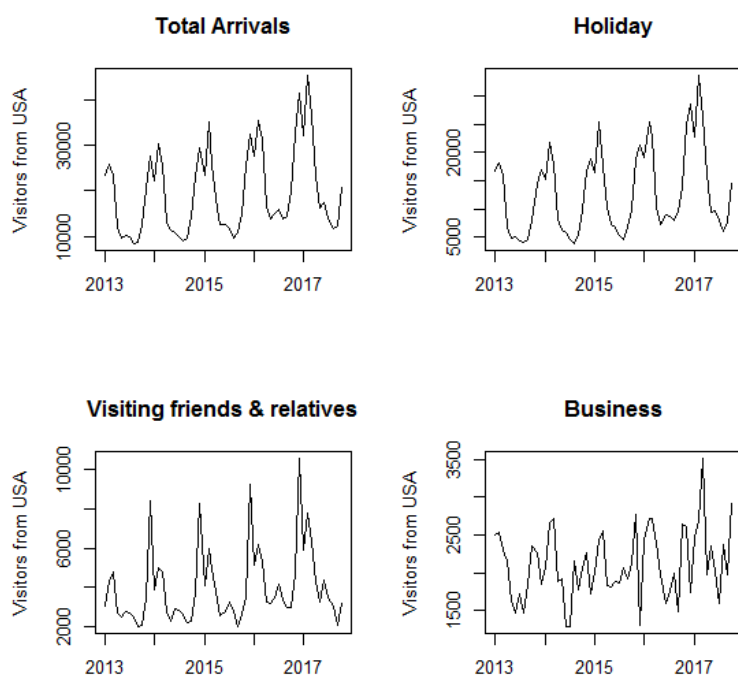 Total Arrivals
Visitors from USA
10000 30000
2013 2015 2017
Holiday
Visitors from USA
5000 20000
2013 2015 2017
Visiting friends & relatives
Visitors from USA
2000 6000 10000
2013 2015 2017
Business
Visitors from USA
1500 2500 3500
2013 2015 2017